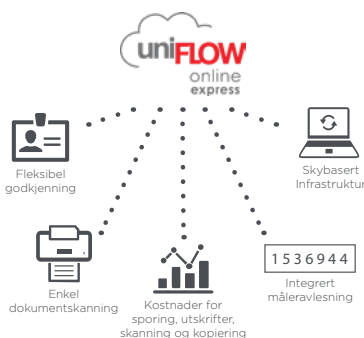 uniFLOW
online
express
Fleksibel
godkjenning
Skybasert
Infrastruktur
Enkel
dokumentskanning
Kostnader for
sporing, utskrifter,
skanning og kopiering
1536944
Integrert
måleravlesning